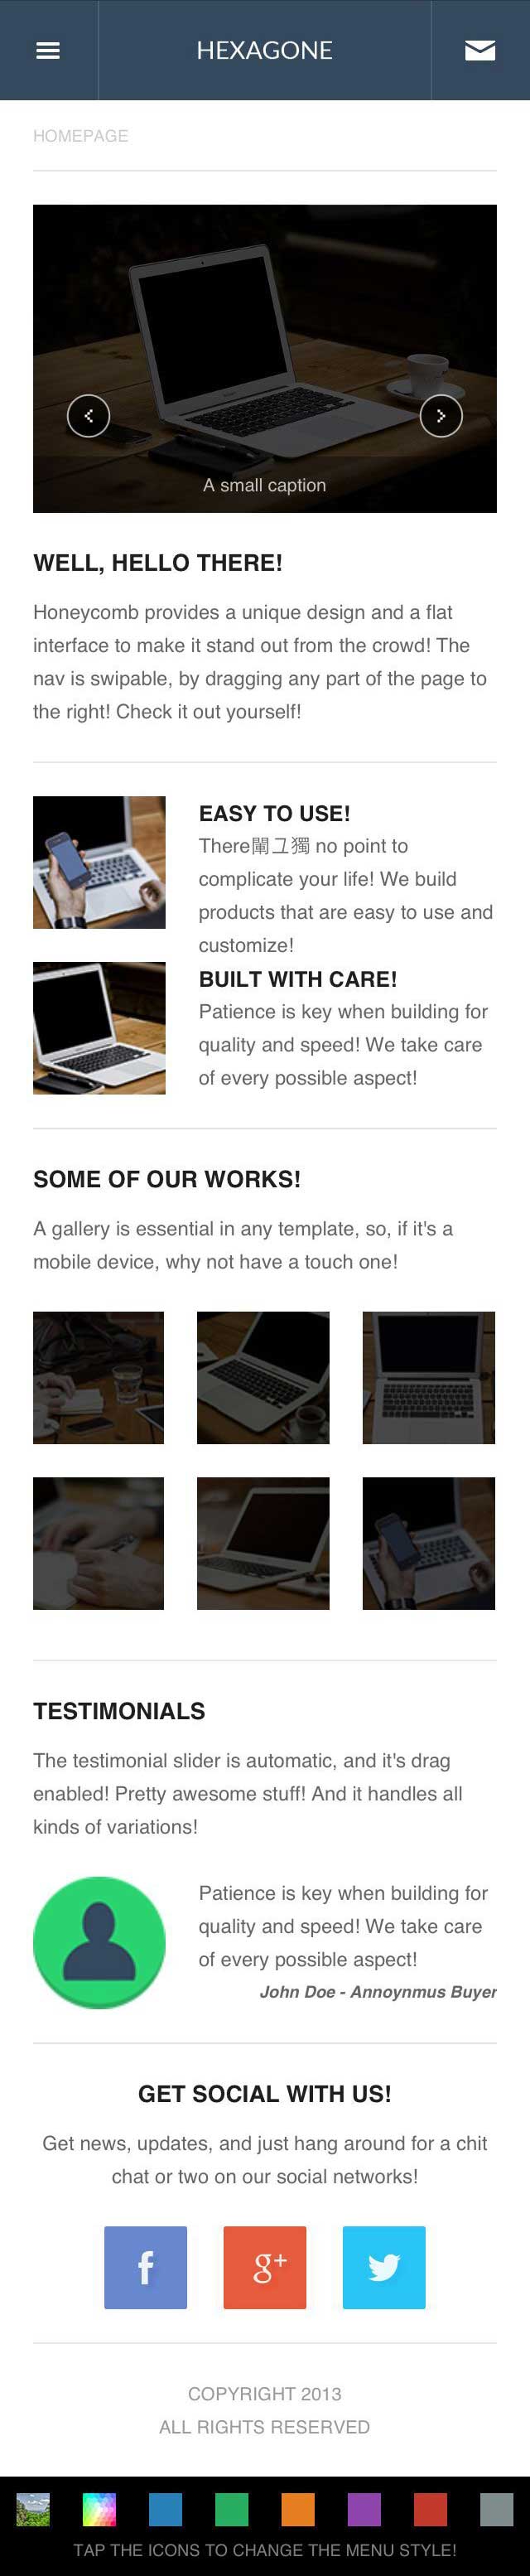 HEXAGONE
HOMEPAGE
A small caption
WELL, HELLO THERE!
Honeycomb provides a unique design and a flat
interface to make it stand out from the crowd! The
nav is swipable, by dragging any part of the page to
the right! Check it out yourself!
EASY TO USE!
There no point to
complicate your life! We build
products that are easy to use and
customize!
BUILT WITH CARE!
Patience is key when building for
quality and speed! We take care
of every possible aspect!
SOME OF OUR WORKS!
A gallery is essential in any template, so, if it's a
mobile device, why not have a touch one!
TESTIMONIALS
The testimonial slider is automatic, and it's drag
enabled! Pretty awesome stuff! And it handles all
kinds of variations!
Patience is key when building for
quality and speed! We take care
of every possible aspect!
John Doe - Annoynmus Buyer
GET SOCIAL WITH US!
Get news, updates, and just hang around for a chit
chat or two on our social networks!
f g+
COPYRIGHT 2013
ALL RIGHTS RESERVED
TAP THE ICONS TO CHANGE THE MENU STYLE!